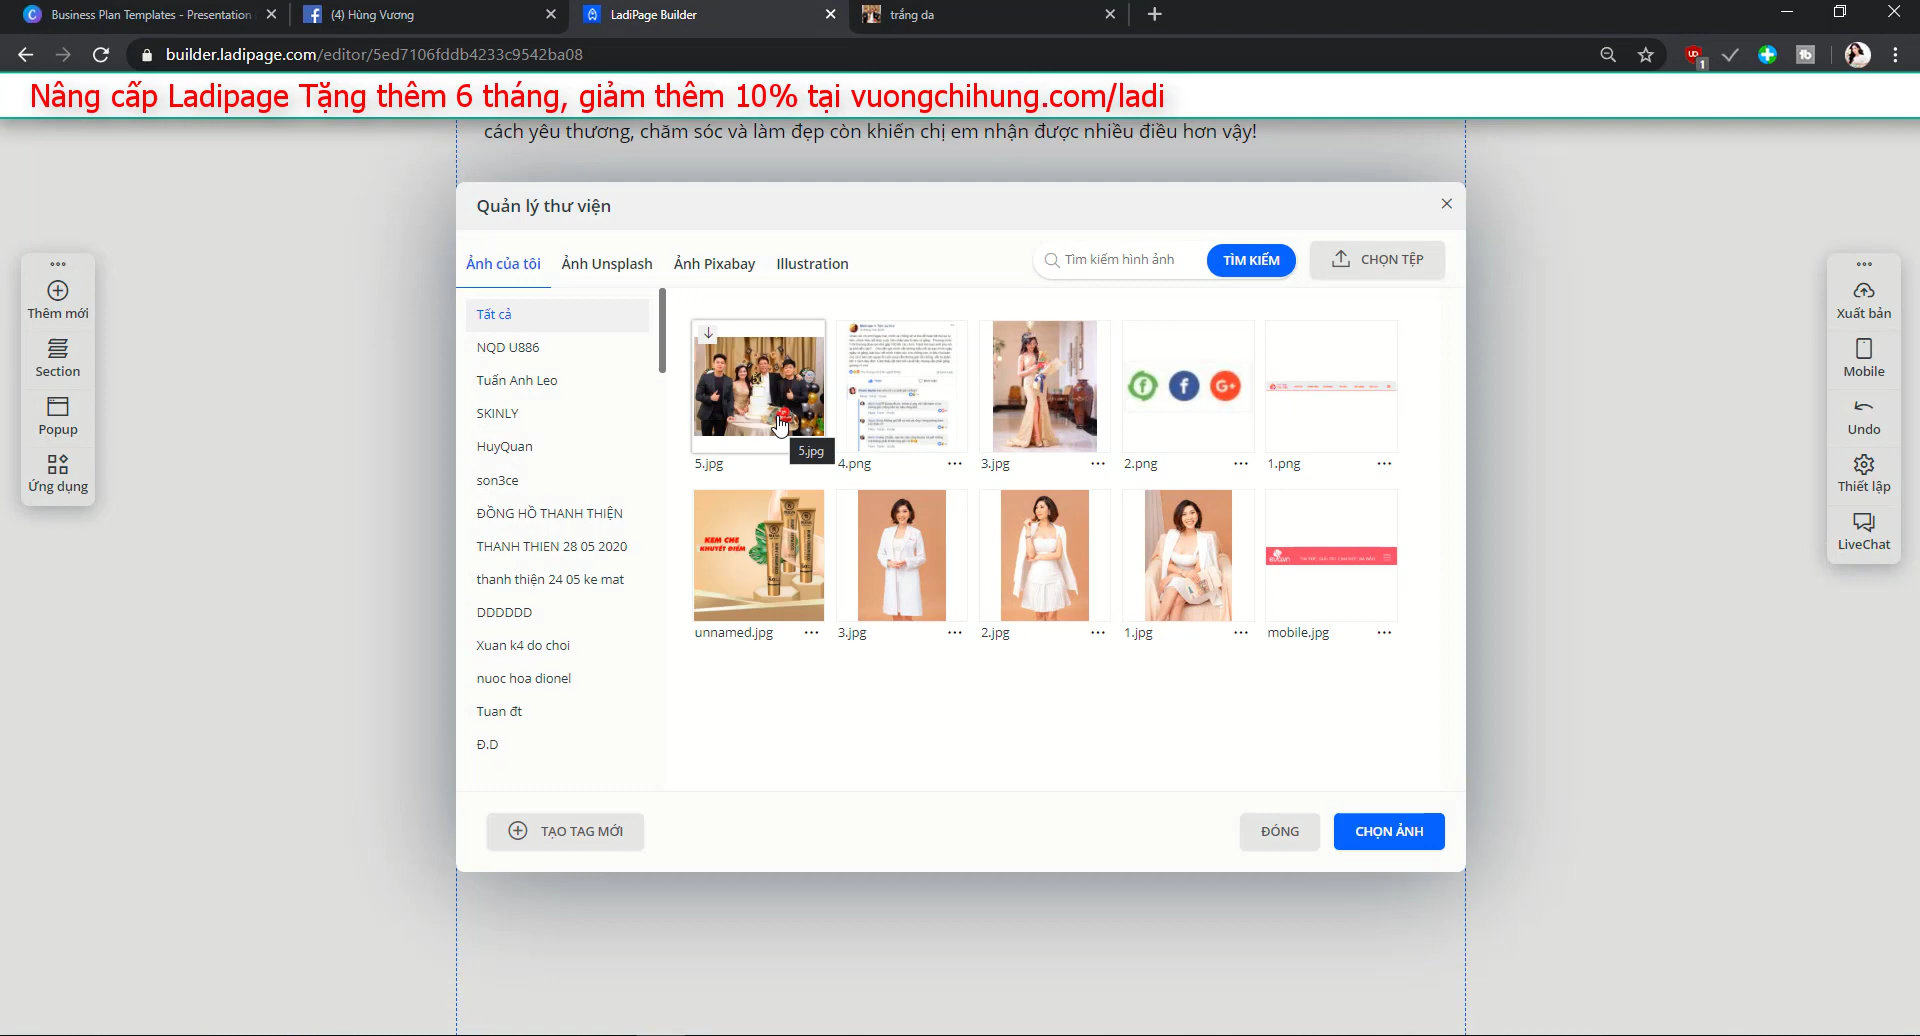 Business Plan Templates - Presentation
(4) Hùng Vương
LadiPage Builder
trắng da
builder.ladipage.com/editor/5ed7106fddb4233c9542ba08
Nâng cấp Ladipage Tặng thêm 6 tháng, giảm thêm 10% tại vuongchihung.com/ladi
cách yêu thương, chăm sóc và làm đẹp còn khiến chị em nhận được nhiều điều hơn vậy!
Quản lý thư viện
Ảnh của tôi
Ảnh Unsplash
Ảnh Pixabay
Illustration
Tìm kiếm hình ảnh
TÌM KIẾM
CHỌN TỆP
Thêm mới
Section
Popup
Ứng dụng
Tất cả
NQD U886
Tuấn Anh Leo
SKINLY
HuyQuan
son3ce
ĐỒNG HỒ THANH THIỆN
THANH THIEN 28 05 2020
thanh thiện 24 05 ke mat
DDDDDD
Xuan k4 do choi
nuoc hoa dionel
Tuan đt
Đ.D
5.jpg
5.jpg
4.png
3.jpg
2.png
1.png
KEM CHE
KHUYẾT ĐIỂM
unnamed.jpg
3.jpg
2.jpg
1.jpg
mobile.jpg
Xuất bản
Mobile
Undo
Thiết lập
LiveChat
TẠO TAG MỚI
ĐÓNG
CHỌN ẢNH